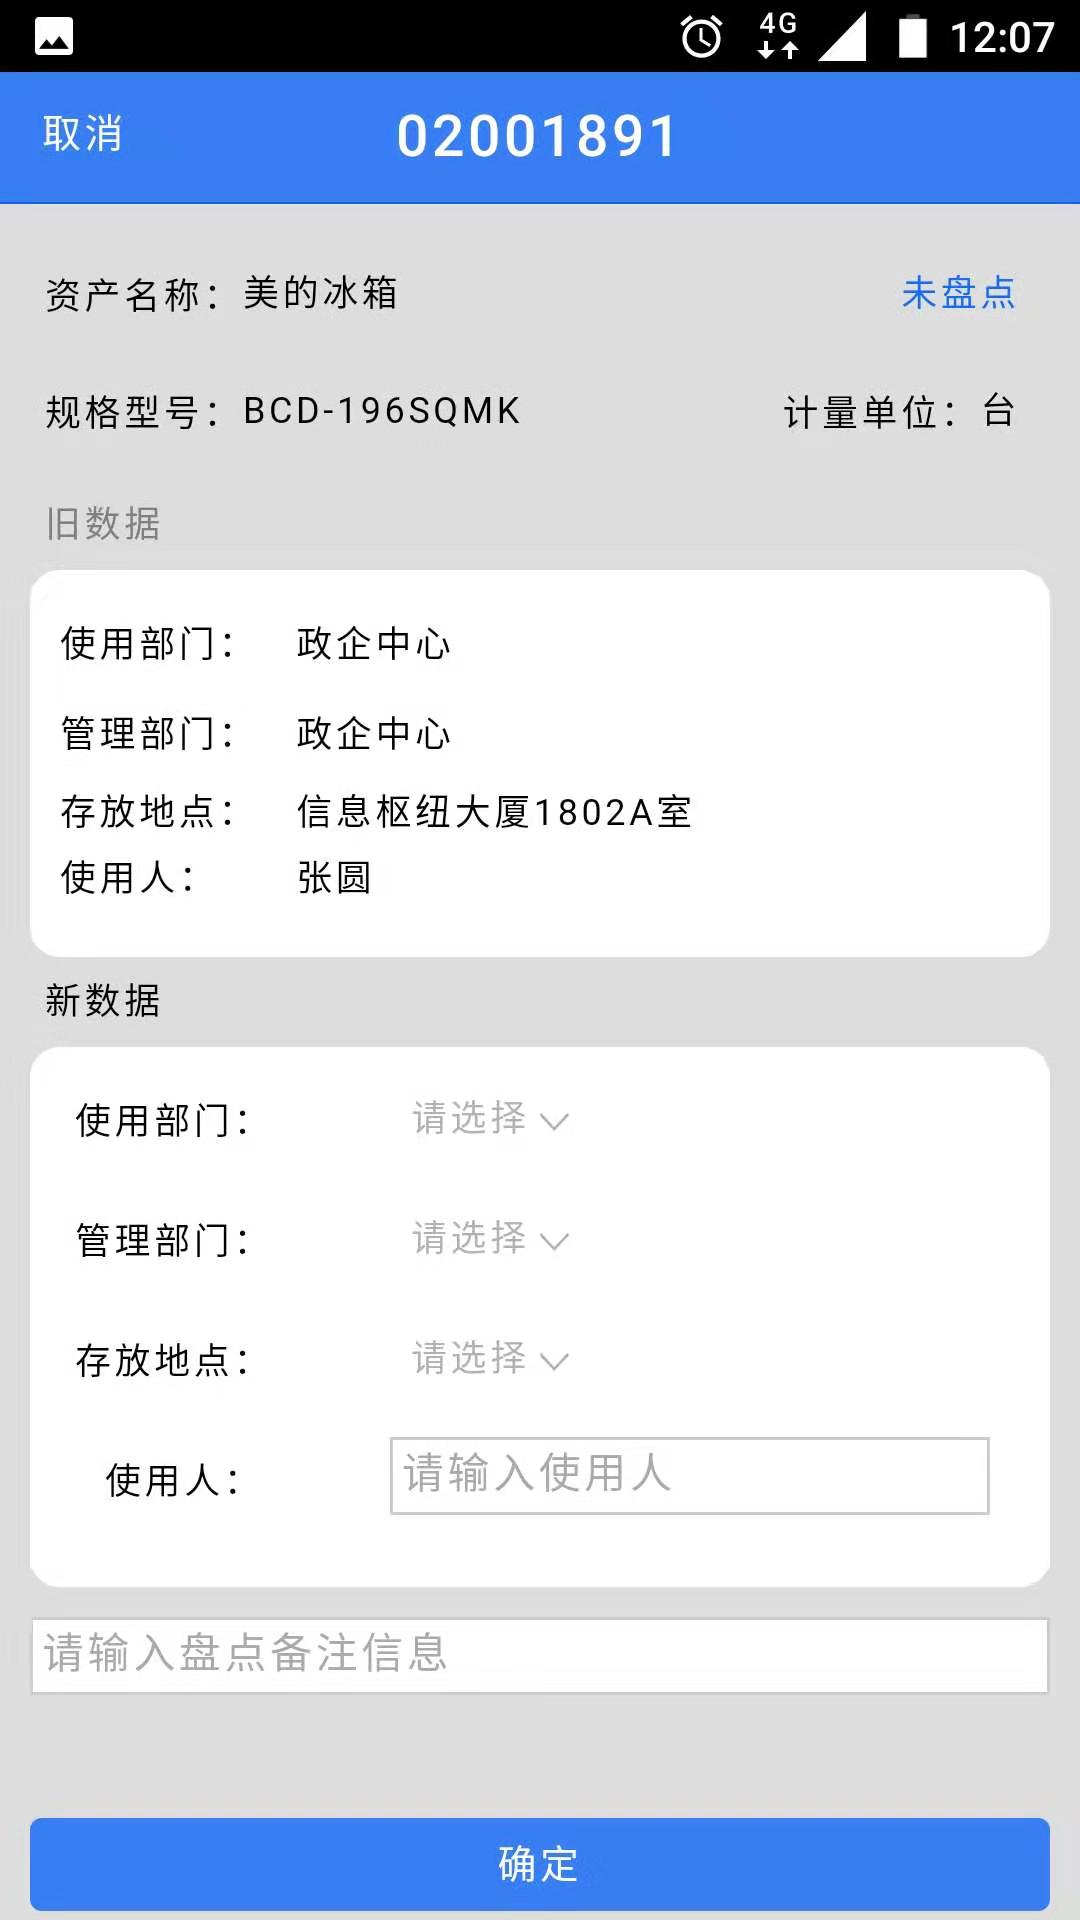 4G 12:07
取消 02001891
资产名称：美的冰箱 未盘点
规格型号：BCD-196SQMK 计量单位：台
旧数据
使用部门： 政企中心
管理部门： 政企中心
存放地点： 信息枢纽大厦1802A室
使用人： 张圆
新数据
使用部门： 请选择
管理部门： 请选择
存放地点： 请选择
使用人： 请输入使用人
请输入盘点备注信息
确定